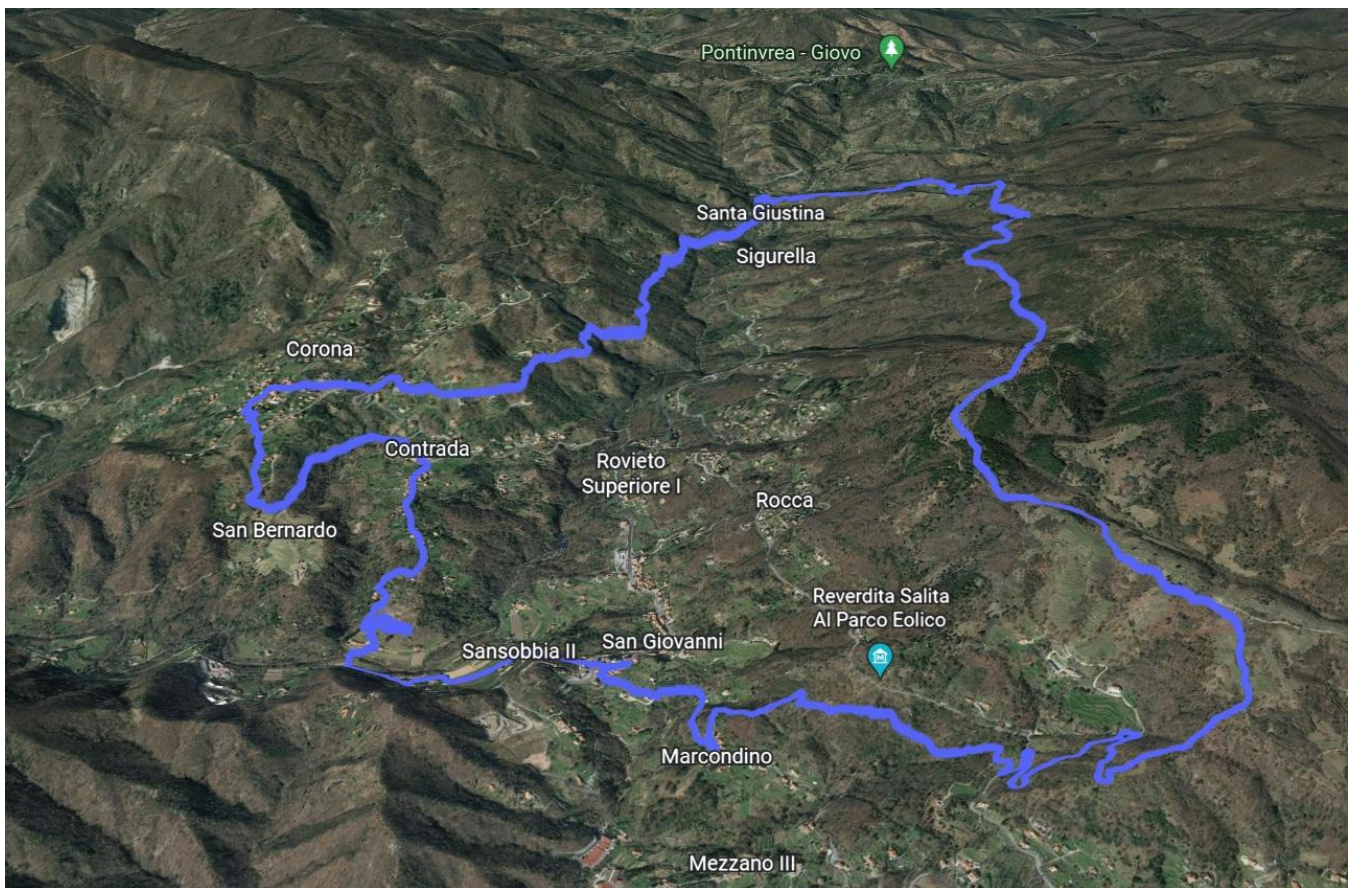 Pontinvrea - Giovo
Santa Giustina
Sigurella
Corona
Contrada
Rovieto
Superiore I
Rocca
San Bernardo
Reverdita Salita
Al Parco Eolico
San Giovanni
Sansobbia II
Marcondino
Mezzano III